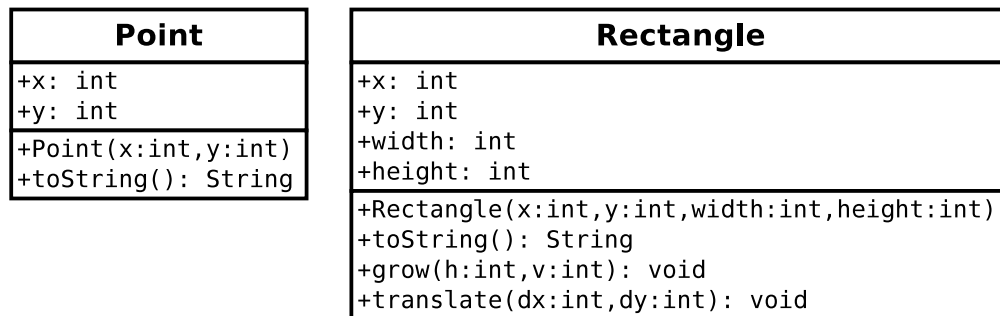 Point
+x: int
+y: int
+Point(x:int,y:int)
+toString(): String
Rectangle
+x: int
+y: int
+width: int
+height: int
+Rectangle(x:int,y:int,width:int,height:int)
+toString(): String
+grow(h:int,v:int): void
+translate(dx:int,dy:int): void